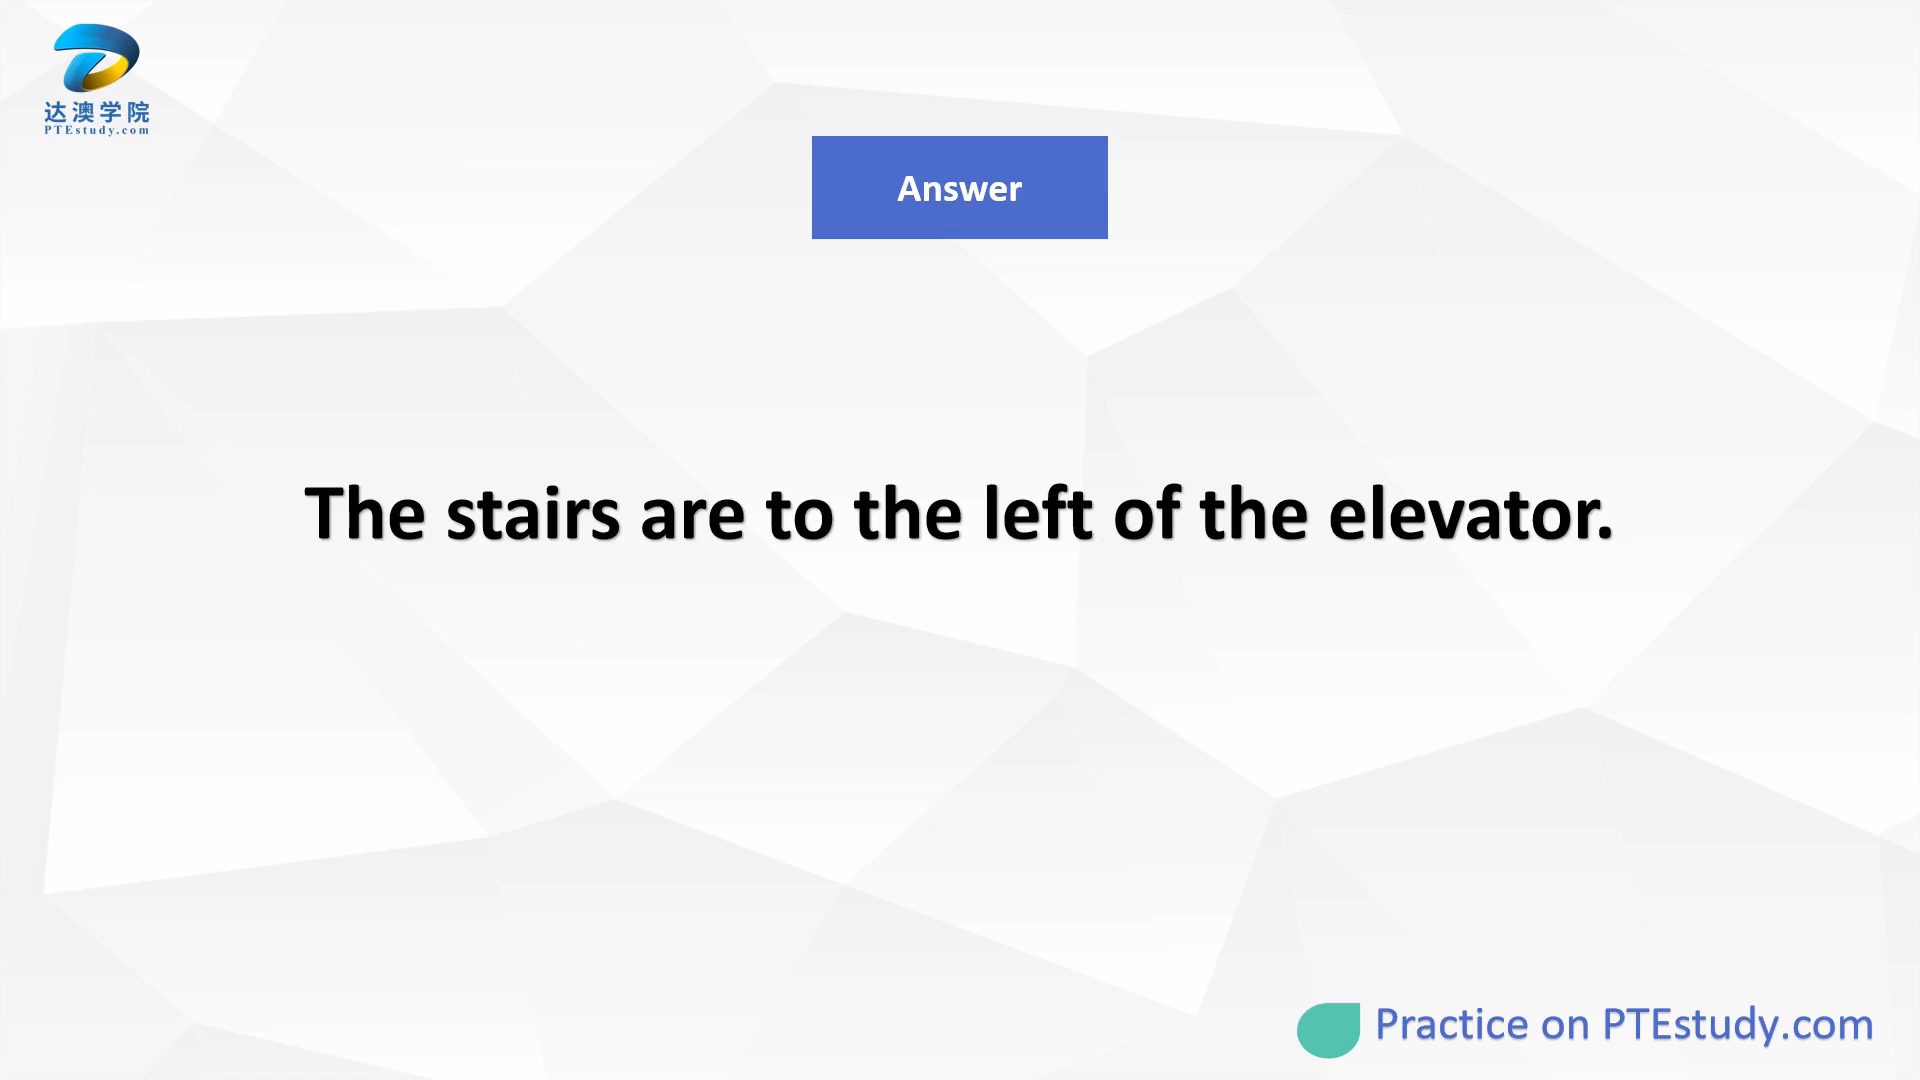 达澳学院
PTEstudy.com
Answer
The stairs are to the left of the elevator.
Practice on PTEstudy.com